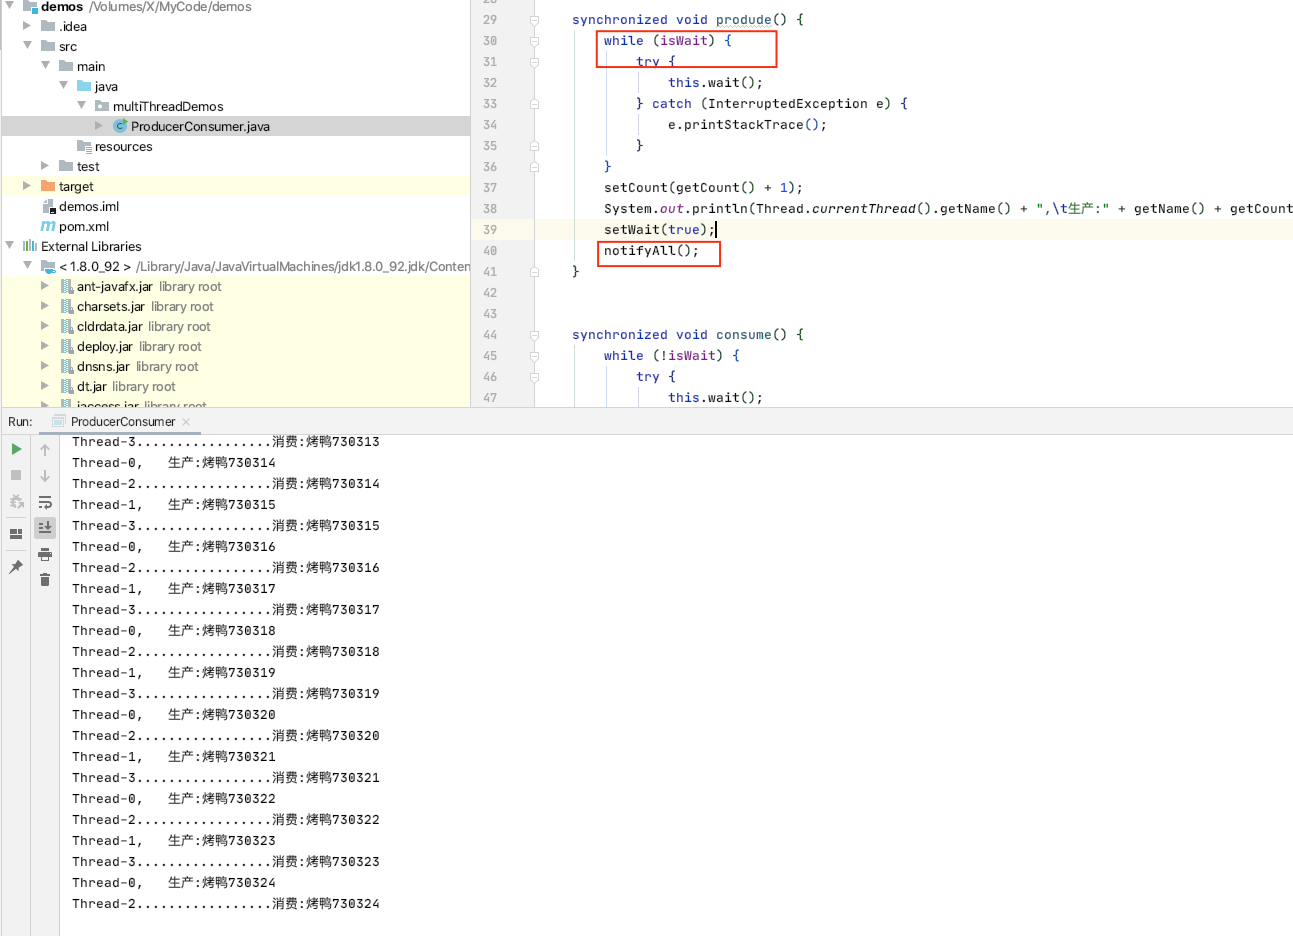 demos /Volumes/X/MyCode/demos
.idea
src
main
java
multiThreadDemos
ProducerConsumer.java
resources
test
target
demos.iml
pom.xml
External Libraries
< 1.8.0_92 > /Library/Java/JavaVirtualMachines/jdk1.8.0_92.jdk/Conten
ant-javafx.jar library root
charsets.jar library root
cldrdata.jar library root
deploy.jar library root
dnsns.jar library root
dt.jar library root
jaccess.jar library root
28
29 synchronized void produde() {
30 while (isWait) {
31 try {
32 this.wait();
33 } catch (InterruptedException e) {
34 e.printStackTrace();
35 }
36 }
37 setCount(getCount() + 1);
38 System.out.println(Thread.currentThread().getName() + ",\t生产:" + getName() + getCount
39 setWait(true);
40 notifyAll();
41 }
42
43
44 synchronized void consume() {
45 while (!isWait) {
46 try {
47 this.wait();
Run: ProducerConsumer
Thread-3.................消费:烤鸭730313
Thread-0, 生产:烤鸭730314
Thread-2.................消费:烤鸭730314
Thread-1, 生产:烤鸭730315
Thread-3.................消费:烤鸭730315
Thread-0, 生产:烤鸭730316
Thread-2.................消费:烤鸭730316
Thread-1, 生产:烤鸭730317
Thread-3.................消费:烤鸭730317
Thread-0, 生产:烤鸭730318
Thread-2.................消费:烤鸭730318
Thread-1, 生产:烤鸭730319
Thread-3.................消费:烤鸭730319
Thread-0, 生产:烤鸭730320
Thread-2.................消费:烤鸭730320
Thread-1, 生产:烤鸭730321
Thread-3.................消费:烤鸭730321
Thread-0, 生产:烤鸭730322
Thread-2.................消费:烤鸭730322
Thread-1, 生产:烤鸭730323
Thread-3.................消费:烤鸭730323
Thread-0, 生产:烤鸭730324
Thread-2.................消费:烤鸭730324